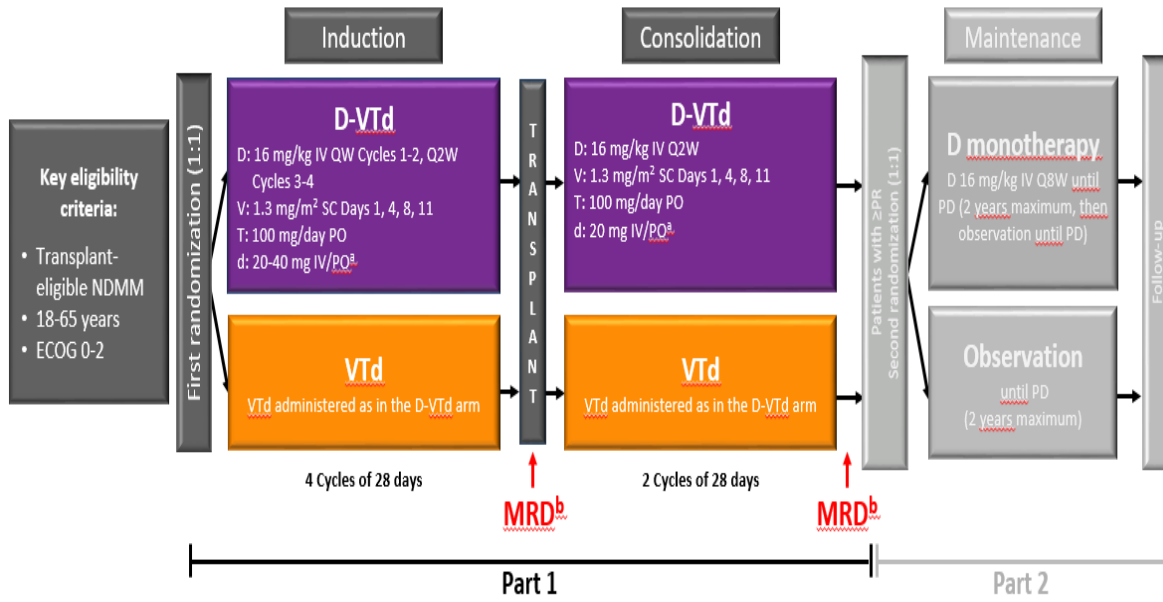 Induction
Consolidation
Maintenance
Key eligibility
criteria:
• Transplant-
eligible NDMM
• 18-65 years
• ECOG 0-2
First randomization (1:1)
D-VTd
D: 16 mg/kg IV QW Cycles 1-2, Q2W
Cycles 3-4
V: 1.3 mg/m² SC Days 1, 4, 8, 11
T: 100 mg/day PO
d: 20-40 mg IV/POᵃ
VTd
VTd administered as in the D-VTd arm
4 Cycles of 28 days
TRANSPLANT
MRDᵇ
D-VTd
D: 16 mg/kg IV Q2W
V: 1.3 mg/m² SC Days 1, 4, 8, 11
T: 100 mg/day PO
d: 20 mg IV/POᵃ
VTd
VTd administered as in the D-VTd arm
2 Cycles of 28 days
MRDᵇ
Patients with ≥PR
Second randomization (1:1)
D monotherapy
D 16 mg/kg IV Q8W until
PD (2 years maximum, then
observation until PD)
Observation
until PD
(2 years maximum)
Follow-up
Part 1
Part 2